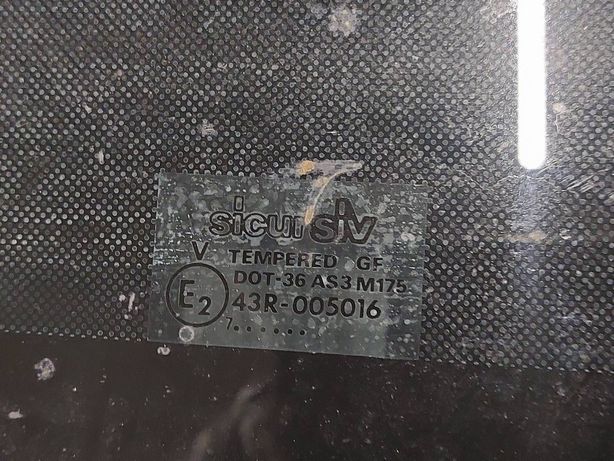 sicursiv
V TEMPERED GF
DOT-36 AS3 M175
E2 43R-005016
7......